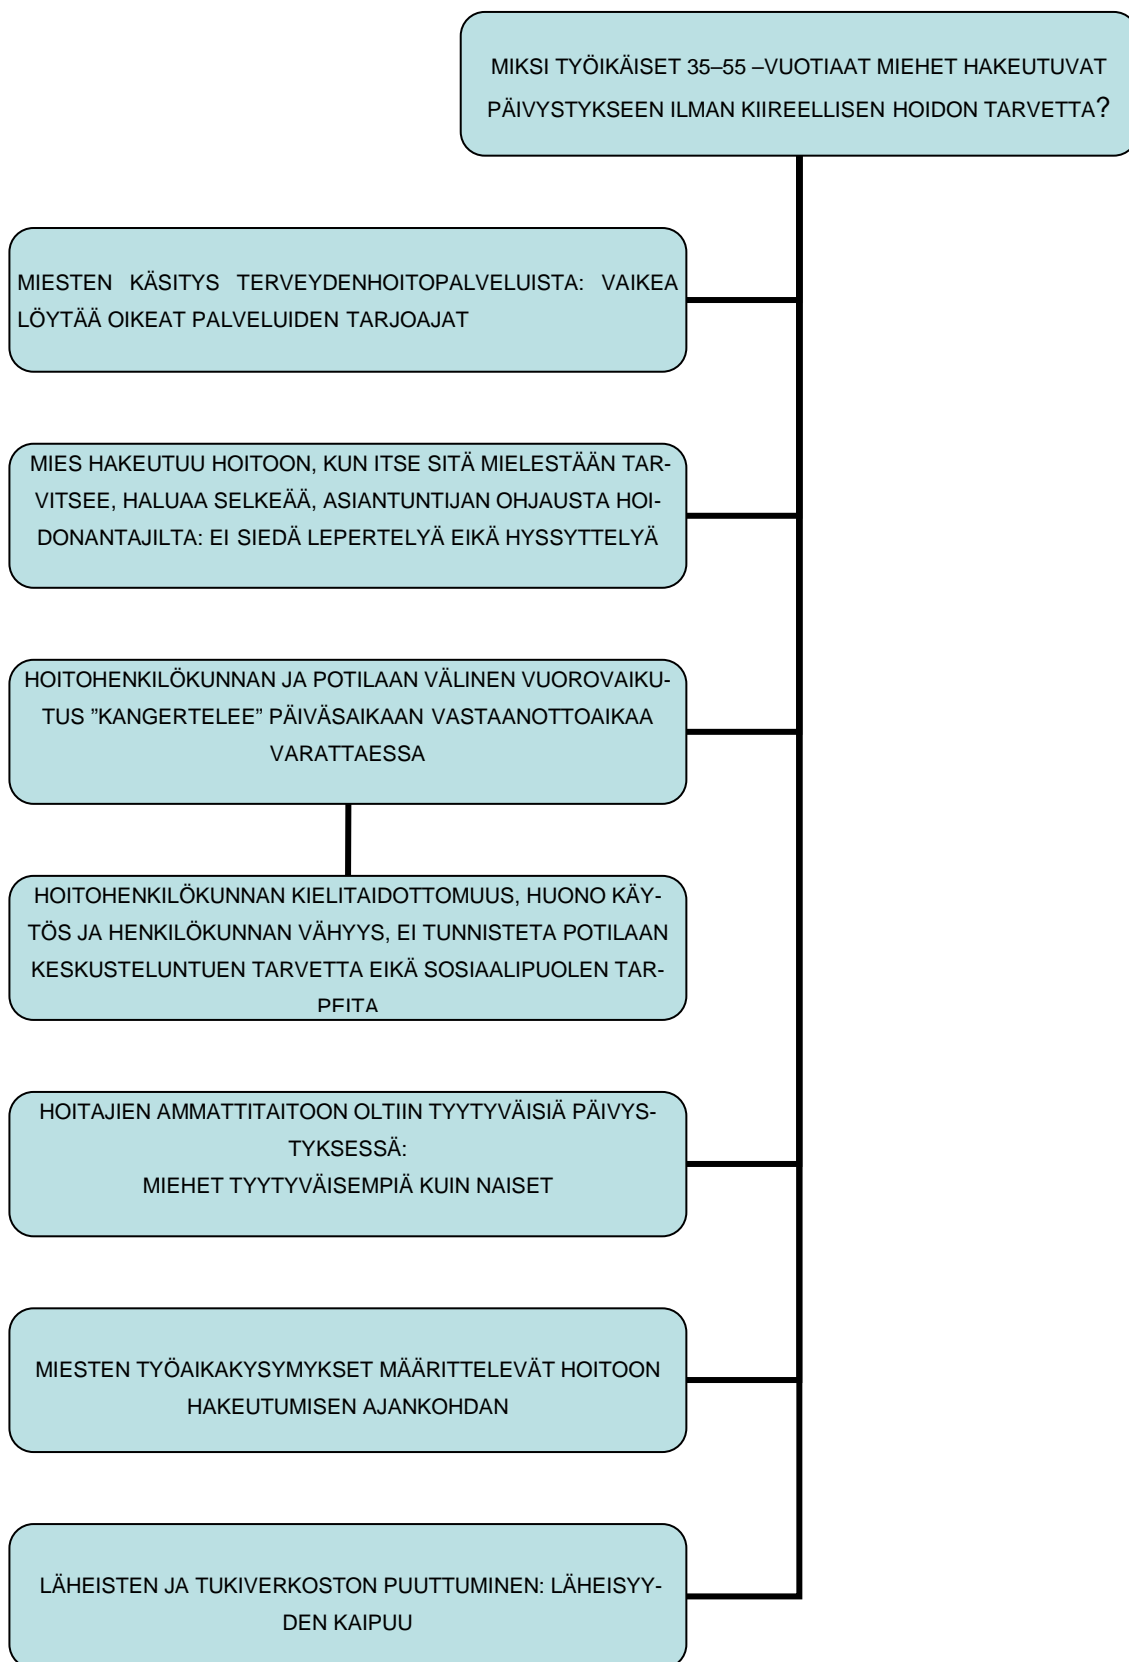 MIKSI TYÖIKÄISET 35–55 –VUOTIAAT MIEHET HAKEUTUVAT
PÄIVYSTYKSEEN ILMAN KIIREELLISEN HOIDON TARVETTA?
MIESTEN KÄSITYS TERVEYDENHOITOPALVELUISTA: VAIKEA
LÖYTÄÄ OIKEAT PALVELUIDEN TARJOAJAT
MIES HAKEUTUU HOITOON, KUN ITSE SITÄ MIELESTÄÄN TAR-
VITSEE, HALUAA SELKEÄÄ, ASIANTUNTIJAN OHJAUSTA HOI-
DONANTAJILTA: EI SIEDÄ LEPERTELYÄ EIKÄ HYSSYTTELYÄ
HOITOHENKILÖKUNNAN JA POTILAAN VÄLINEN VUOROVAIKU-
TUS ”KANGERTELEE” PÄIVÄSAIKAAN VASTAANOTTOAIKAA
VARATTAESSA
HOITOHENKILÖKUNNAN KIELITAIDOTTOMUUS, HUONO KÄY-
TÖS JA HENKILÖKUNNAN VÄHYYS, EI TUNNISTETA POTILAAN
KESKUSTELUNTUEN TARVETTA EIKÄ SOSIAALIPUOLEN TAR-
PEITA
HOITAJIEN AMMATTITAITOON OLTIIN TYYTYVÄISIÄ PÄIVYS-
TYKSESSÄ:
MIEHET TYYTYVÄISEMPIÄ KUIN NAISET
MIESTEN TYÖAIKAKYSYMYKSET MÄÄRITTELEVÄT HOITOON
HAKEUTUMISEN AJANKOHDAN
LÄHEISTEN JA TUKIVERKOSTON PUUTTUMINEN: LÄHEISYY-
DEN KAIPUU